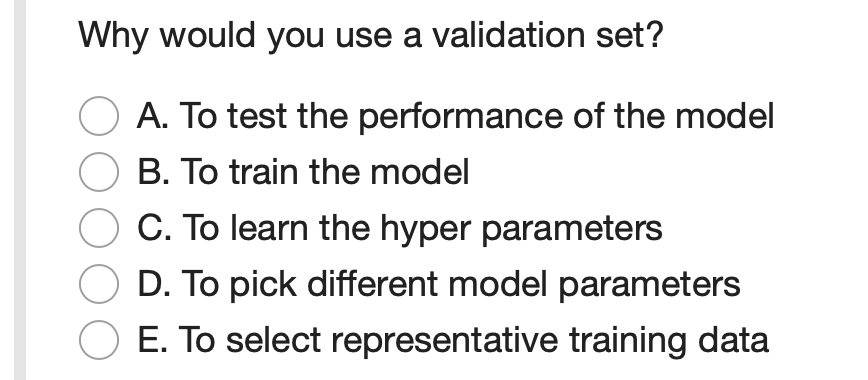 Why would you use a validation set?
A. To test the performance of the model
B. To train the model
C. To learn the hyper parameters
D. To pick different model parameters
E. To select representative training data